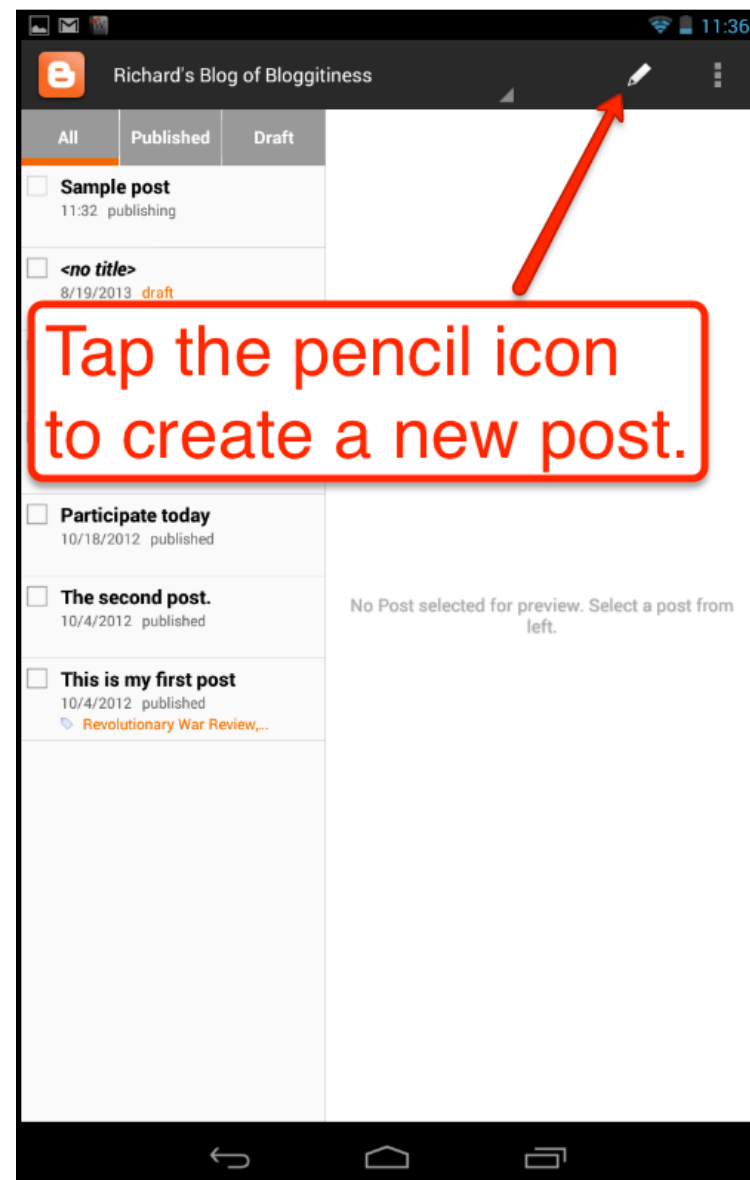 11:36
Richard's Blog of Bloggitiness
All Published Draft
Sample post
11:32 publishing
<no title>
8/19/2013 draft
Tap the pencil icon
to create a new post.
Participate today
10/18/2012 published
The second post.
10/4/2012 published
No Post selected for preview. Select a post from
left.
This is my first post
10/4/2012 published
Revolutionary War Review,...